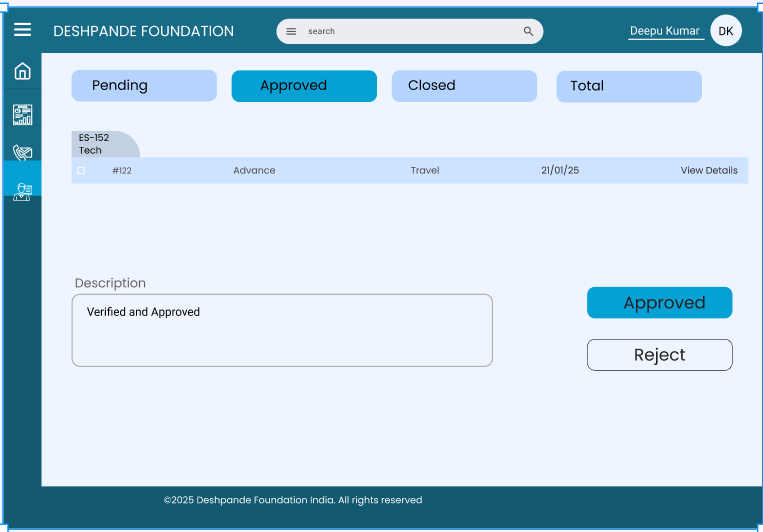 DESHPANDE FOUNDATION
search
Deepu Kumar
DK
Pending
Approved
Closed
Total
ES-152
Tech
#122 Advance Travel 21/01/25 View Details
Description
Verified and Approved
Approved
Reject
©2025 Deshpande Foundation India. All rights reserved